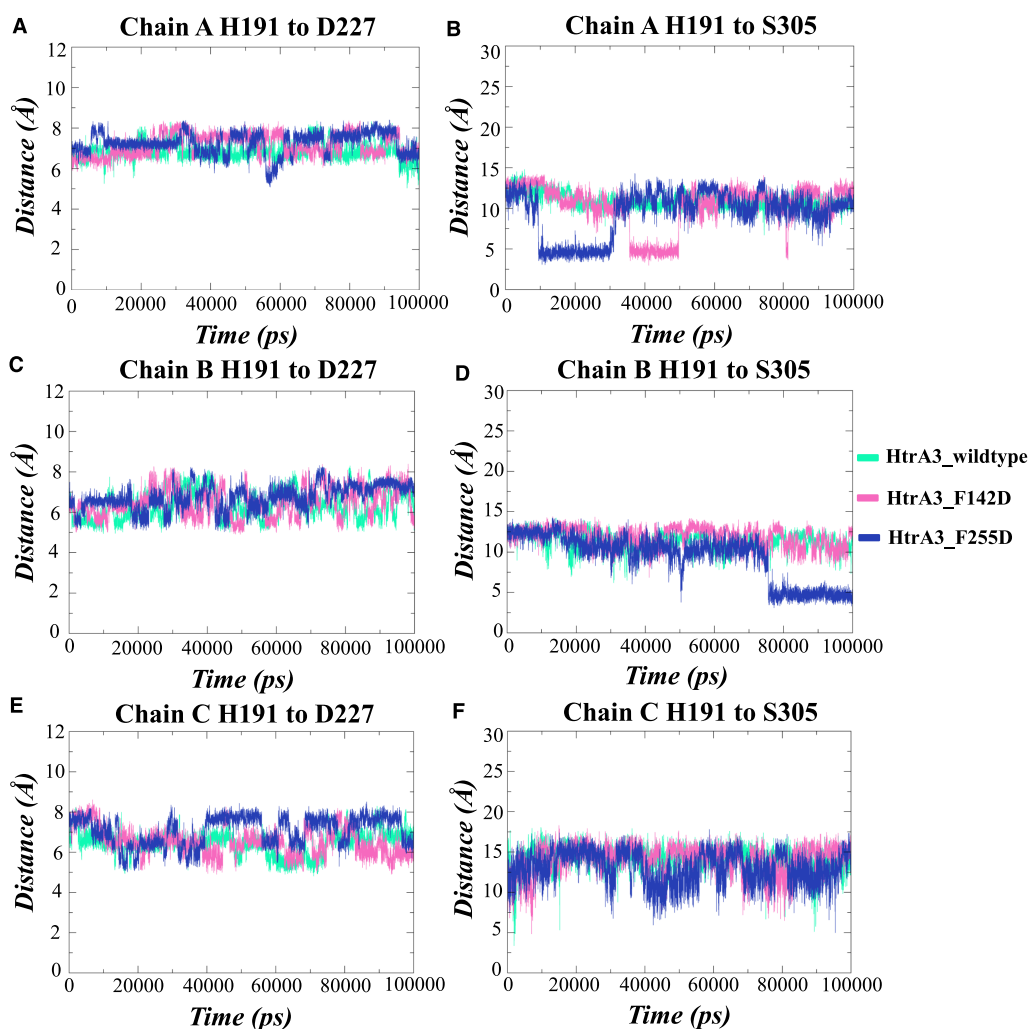 A
Chain A H191 to D227
12
10
8
6
4
2
0
Distance (Å)
0 20000 40000 60000 80000 100000
Time (ps)
B
Chain A H191 to S305
30
25
20
15
10
5
0
Distance (Å)
0 20000 40000 60000 80000 100000
Time (ps)
C
Chain B H191 to D227
12
10
8
6
4
2
0
Distance (Å)
0 20000 40000 60000 80000 100000
Time (ps)
D
Chain B H191 to S305
30
25
20
15
10
5
0
Distance (Å)
0 20000 40000 60000 80000 100000
Time (ps)
HtrA3_wildtype
HtrA3_F142D
HtrA3_F255D
E
Chain C H191 to D227
12
10
8
6
4
2
0
Distance (Å)
0 20000 40000 60000 80000 100000
Time (ps)
F
Chain C H191 to S305
30
25
20
15
10
5
0
Distance (Å)
0 20000 40000 60000 80000 100000
Time (ps)